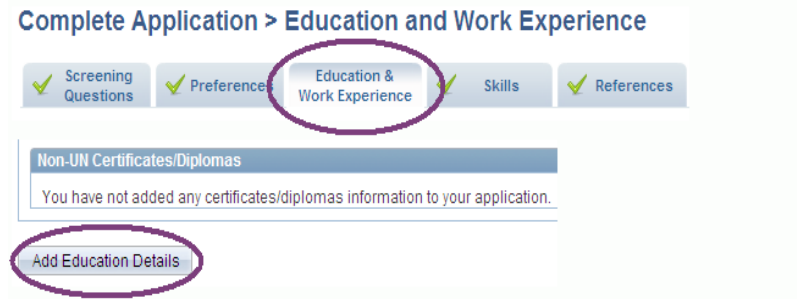 Complete Application > Education and Work Experience
Screening
Questions
Preferences
Education &
Work Experience
Skills
References
Non-UN Certificates/Diplomas
You have not added any certificates/diplomas information to your application.
Add Education Details